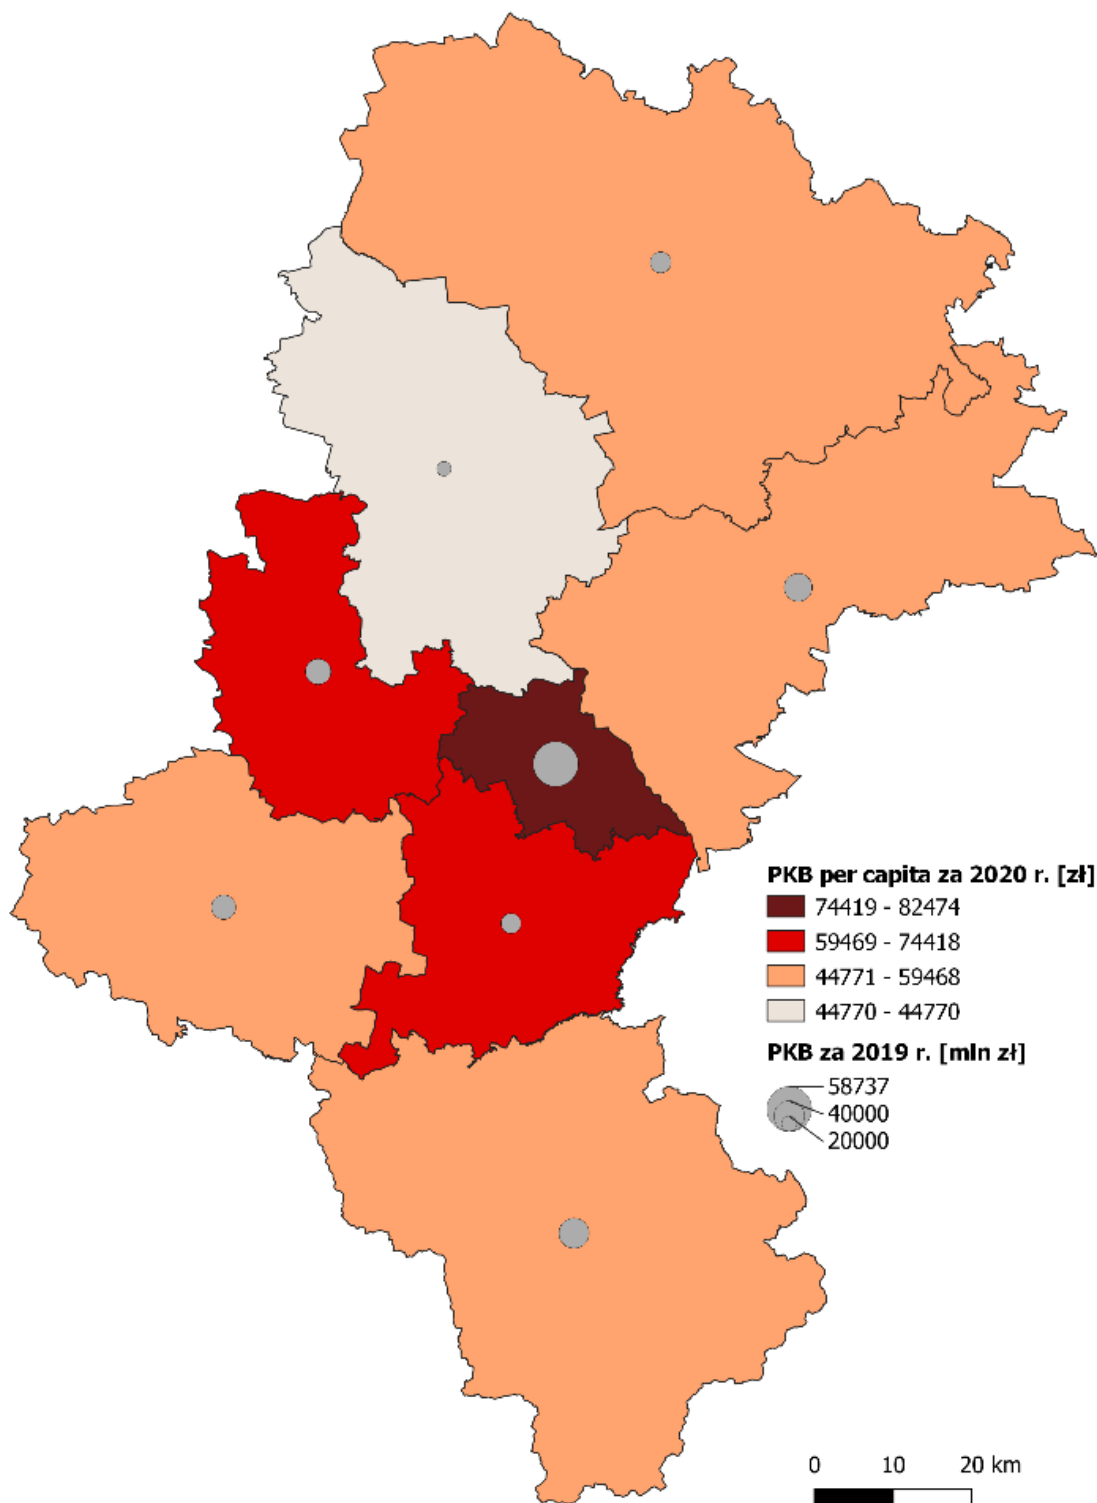 PKB per capita za 2020 r. [zł]
74419 - 82474
59469 - 74418
44771 - 59468
44770 - 44770
PKB za 2019 r. [mln zł]
58737
40000
20000
0 10 20 km